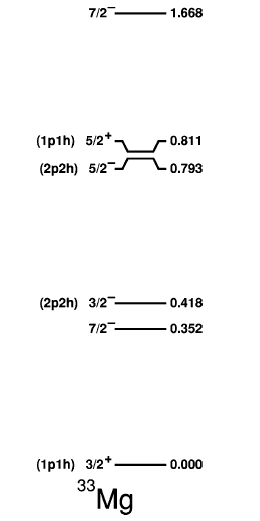 7/2⁻ 1.668
(1p1h) 5/2⁺ 0.811
(2p2h) 5/2⁻ 0.793
(2p2h) 3/2⁻ 0.418
7/2⁻ 0.352
(1p1h) 3/2⁺ 0.000
³³Mg